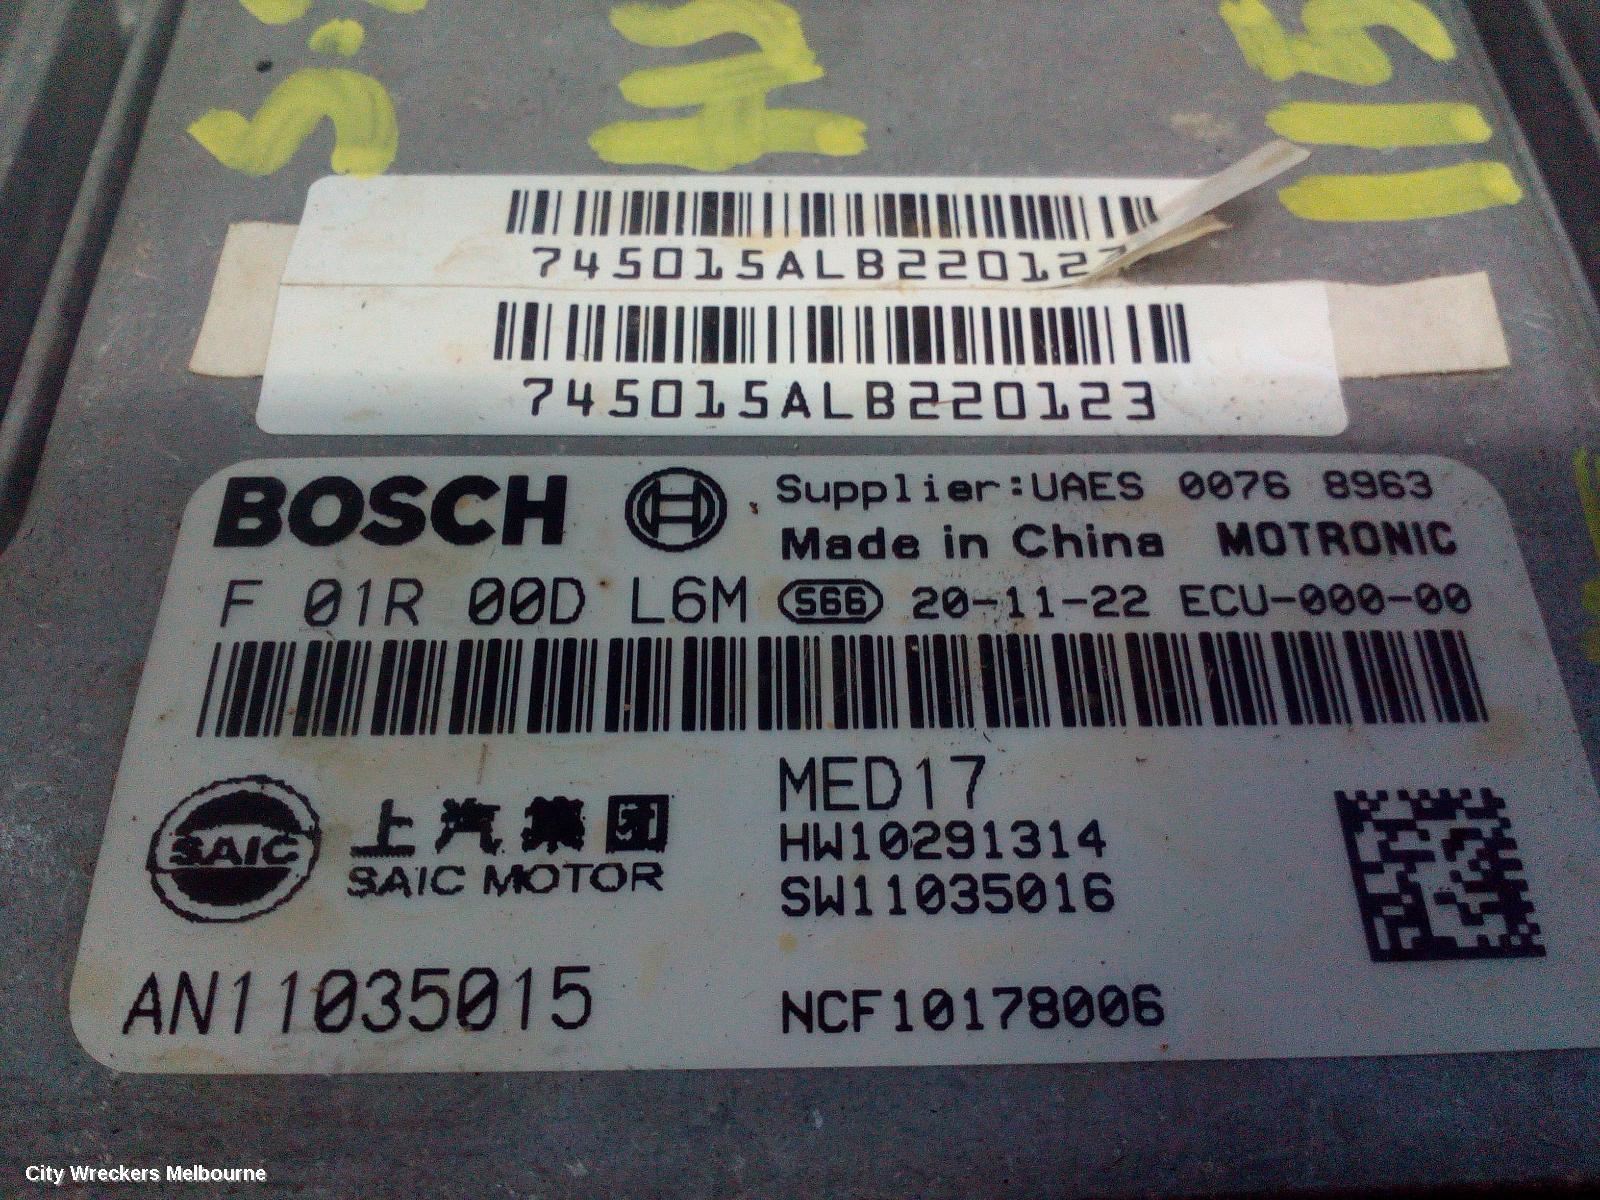 745015ALB220123
745015ALB220123
BOSCH Supplier:UAES 0076 8963
Made in China MOTRONIC
F 01R 00D L6M S66 20-11-22 ECU-000-00
MED17
HW10291314
SAIC 上汽集团
SAIC MOTOR
SW11035016
AN11035015
NCF10178006
City Wreckers Melbourne